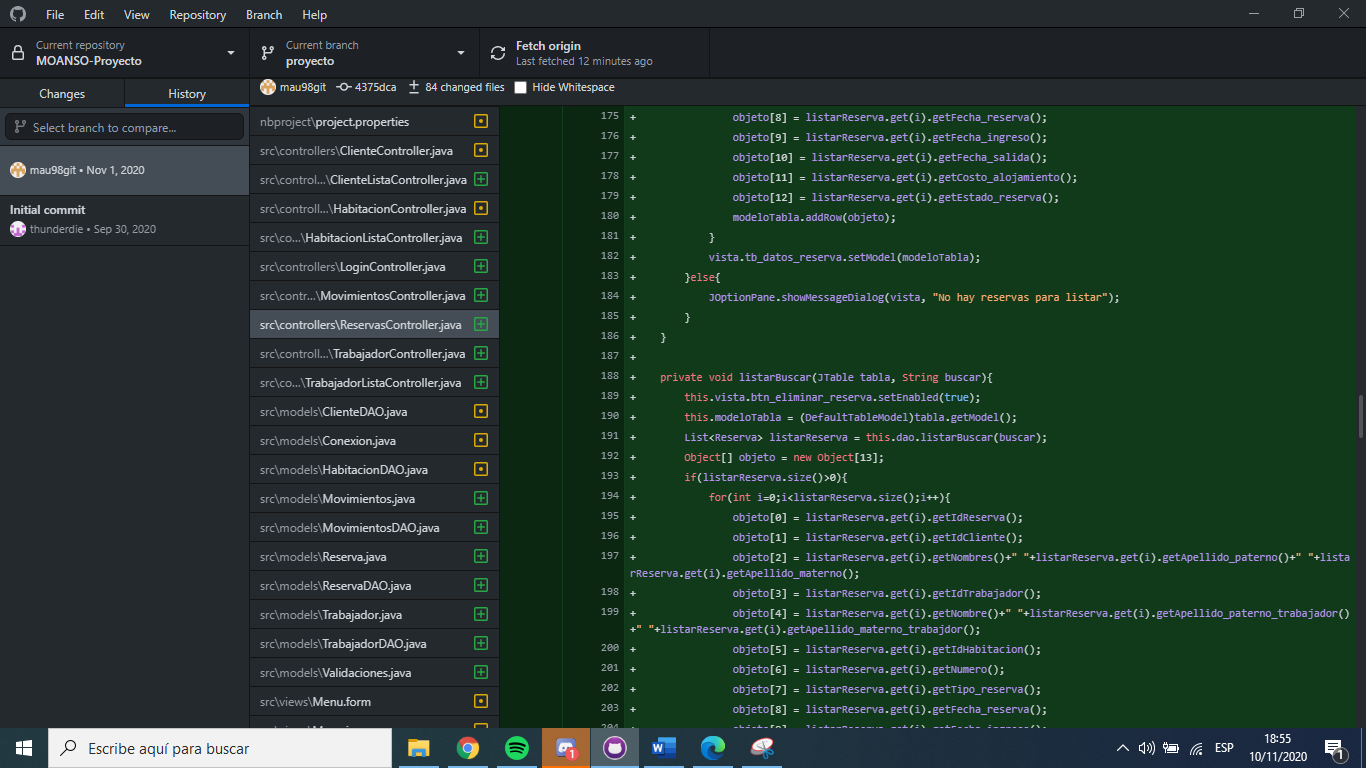 File Edit View Repository Branch Help
Current repository
MOANSO-Proyecto
Current branch
proyecto
Fetch origin
Last fetched 12 minutes ago
Changes
History
mau98git 4375dca 84 changed files Hide Whitespace
Select branch to compare...
mau98git • Nov 1, 2020
Initial commit
thunderdie • Sep 30, 2020
nbproject\project.properties
src\controllers\ClienteController.java
src\control...\ClienteListaController.java
src\controll...\HabitacionController.java
src\co...\HabitacionListaController.java
src\controllers\LoginController.java
src\contr...\MovimientosController.java
src\controllers\ReservasController.java
src\controll...\TrabajadorController.java
src\co...\TrabajadorListaController.java
src\models\ClienteDAO.java
src\models\Conexion.java
src\models\HabitacionDAO.java
src\models\Movimientos.java
src\models\MovimientosDAO.java
src\models\Reserva.java
src\models\ReservaDAO.java
src\models\Trabajador.java
src\models\TrabajadorDAO.java
src\models\Validaciones.java
src\views\Menu.form
175 + objeto[8] = listarReserva.get(i).getFecha_reserva();
176 + objeto[9] = listarReserva.get(i).getFecha_ingreso();
177 + objeto[10] = listarReserva.get(i).getFecha_salida();
178 + objeto[11] = listarReserva.get(i).getCosto_alojamiento();
179 + objeto[12] = listarReserva.get(i).getEstado_reserva();
180 + modeloTabla.addRow(objeto);
181 + }
182 + vista.tb_datos_reserva.setModel(modeloTabla);
183 + }else{
184 + JOptionPane.showMessageDialog(vista, "No hay reservas para listar");
185 + }
186 + }
187 +
188 + private void listarBuscar(JTable tabla, String buscar){
189 + this.vista.btn_eliminar_reserva.setEnabled(true);
190 + this.modeloTabla = (DefaultTableModel)tabla.getModel();
191 + List<Reserva> listarReserva = this.dao.listarBuscar(buscar);
192 + Object[] objeto = new Object[13];
193 + if(listarReserva.size()>0){
194 + for(int i=0;i<listarReserva.size();i++){
195 + objeto[0] = listarReserva.get(i).getIdReserva();
196 + objeto[1] = listarReserva.get(i).getIdCliente();
197 + objeto[2] = listarReserva.get(i).getNombres()+" "+listarReserva.get(i).getApellido_paterno()+" "+lista
rReserva.get(i).getApellido_materno();
198 + objeto[3] = listarReserva.get(i).getIdTrabajador();
199 + objeto[4] = listarReserva.get(i).getNombre()+" "+listarReserva.get(i).getApellido_paterno_trabajador()
+" "+listarReserva.get(i).getApellido_materno_trabajdor();
200 + objeto[5] = listarReserva.get(i).getIdHabitacion();
201 + objeto[6] = listarReserva.get(i).getNumero();
202 + objeto[7] = listarReserva.get(i).getTipo_reserva();
203 + objeto[8] = listarReserva.get(i).getFecha_reserva();
Escribe aquí para buscar
1
ESP
18:55
10/11/2020
1